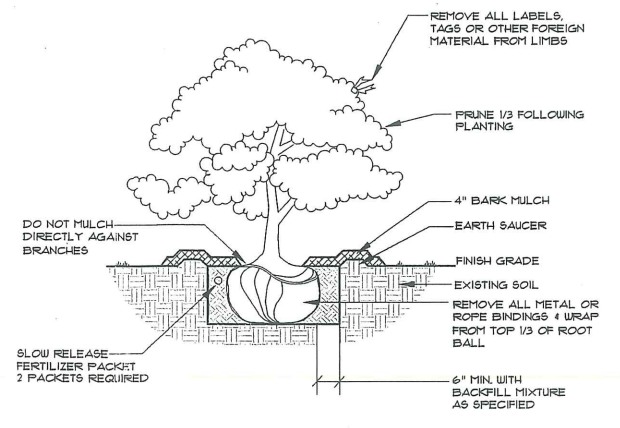 REMOVE ALL LABELS,
TAGS OR OTHER FOREIGN
MATERIAL FROM LIMBS
PRUNE 1/3 FOLLOWING
PLANTING
4" BARK MULCH
DO NOT MULCH
DIRECTLY AGAINST
BRANCHES
EARTH SAUCER
FINISH GRADE
EXISTING SOIL
REMOVE ALL METAL OR
ROPE BINDINGS & WRAP
FROM TOP 1/3 OF ROOT
BALL
SLOW RELEASE
FERTILIZER PACKET
2 PACKETS REQUIRED
6" MIN. WITH
BACKFILL MIXTURE
AS SPECIFIED